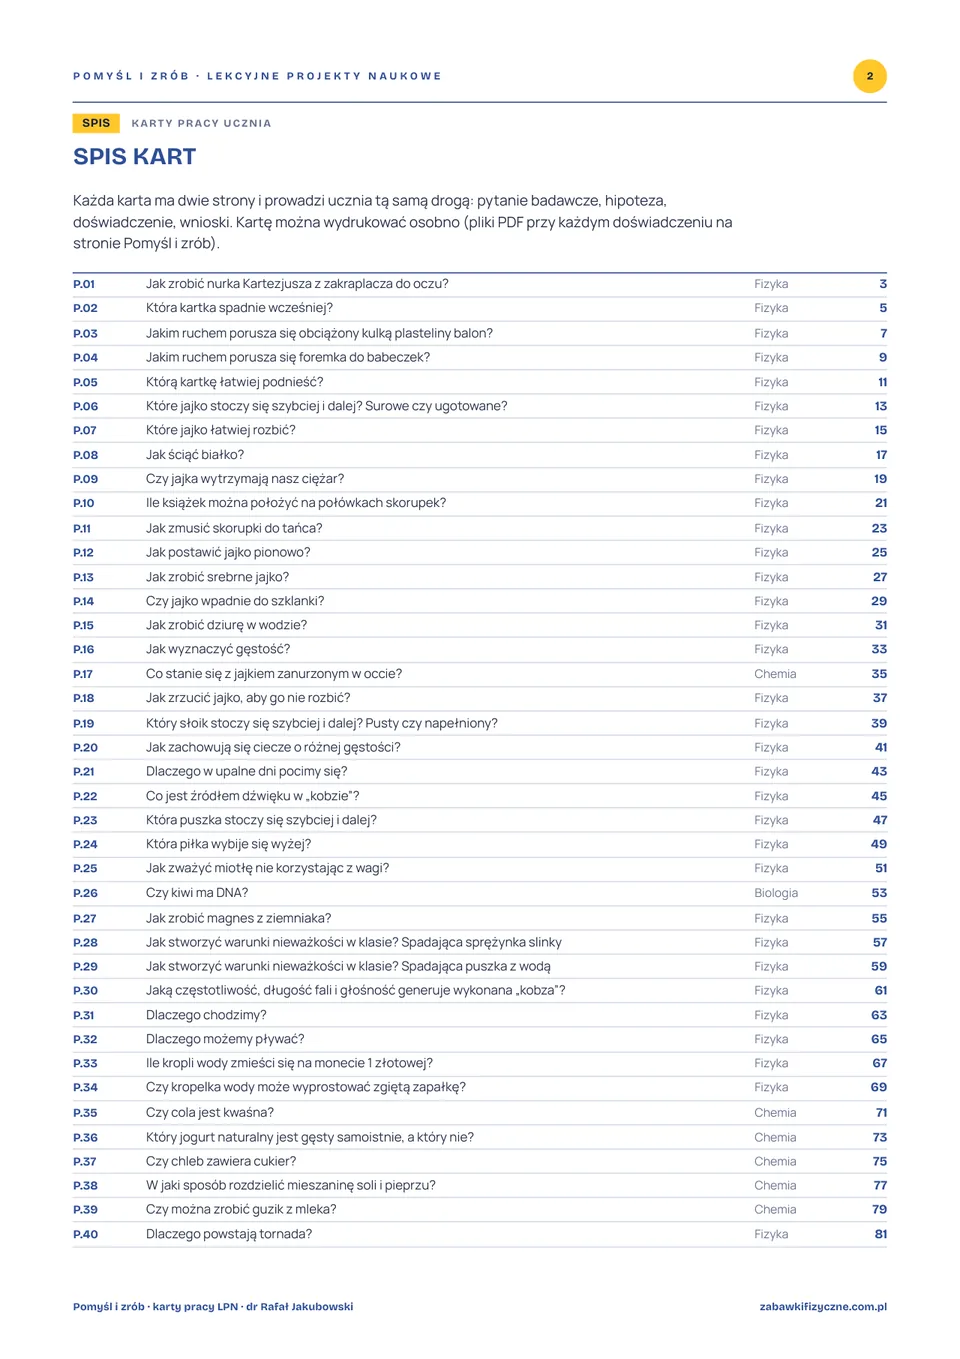 POMYŚL I ZRÓB · LEKCYJNE PROJEKTY NAUKOWE 2
SPIS KARTY PRACY UCZNIA
SPIS KART
Każda karta ma dwie strony i prowadzi ucznia tą samą drogą: pytanie badawcze, hipoteza,
doświadczenie, wnioski. Kartę można wydrukować osobno (pliki PDF przy każdym doświadczeniu na
stronie Pomyśl i zrób).
P.01 Jak zrobić nurka Kartezjusza z zakraplacza do oczu? Fizyka 3
P.02 Która kartka spadnie wcześniej? Fizyka 5
P.03 Jakim ruchem porusza się obciążony kulką plasteliny balon? Fizyka 7
P.04 Jakim ruchem porusza się foremka do babeczek? Fizyka 9
P.05 Którą kartkę łatwiej podnieść? Fizyka 11
P.06 Które jajko stoczy się szybciej i dalej? Surowe czy ugotowane? Fizyka 13
P.07 Które jajko łatwiej rozbić? Fizyka 15
P.08 Jak ściąć białko? Fizyka 17
P.09 Czy jajka wytrzymają nasz ciężar? Fizyka 19
P.10 Ile książek można położyć na połówkach skorupek? Fizyka 21
P.11 Jak zmusić skorupki do tańca? Fizyka 23
P.12 Jak postawić jajko pionowo? Fizyka 25
P.13 Jak zrobić srebrne jajko? Fizyka 27
P.14 Czy jajko wpadnie do szklanki? Fizyka 29
P.15 Jak zrobić dziurę w wodzie? Fizyka 31
P.16 Jak wyznaczyć gęstość? Fizyka 33
P.17 Co stanie się z jajkiem zanurzonym w occie? Chemia 35
P.18 Jak zrzucić jajko, aby go nie rozbić? Fizyka 37
P.19 Który słoik stoczy się szybciej i dalej? Pusty czy napełniony? Fizyka 39
P.20 Jak zachowują się ciecze o różnej gęstości? Fizyka 41
P.21 Dlaczego w upalne dni pocimy się? Fizyka 43
P.22 Co jest źródłem dźwięku w „kobzie”? Fizyka 45
P.23 Która puszka stoczy się szybciej i dalej? Fizyka 47
P.24 Która piłka wybije się wyżej? Fizyka 49
P.25 Jak zważyć miotłę nie korzystając z wagi? Fizyka 51
P.26 Czy kiwi ma DNA? Biologia 53
P.27 Jak zrobić magnes z ziemniaka? Fizyka 55
P.28 Jak stworzyć warunki nieważkości w klasie? Spadająca sprężynka slinky Fizyka 57
P.29 Jak stworzyć warunki nieważkości w klasie? Spadająca puszka z wodą Fizyka 59
P.30 Jaką częstotliwość, długość fali i głośność generuje wykonana „kobza”? Fizyka 61
P.31 Dlaczego chodzimy? Fizyka 63
P.32 Dlaczego możemy pływać? Fizyka 65
P.33 Ile kropli wody zmieści się na monecie 1 złotowej? Fizyka 67
P.34 Czy kropelka wody może wyprostować zgiętą zapałkę? Fizyka 69
P.35 Czy cola jest kwaśna? Chemia 71
P.36 Który jogurt naturalny jest gęsty samoistnie, a który nie? Chemia 73
P.37 Czy chleb zawiera cukier? Chemia 75
P.38 W jaki sposób rozdzielić mieszaninę soli i pieprzu? Chemia 77
P.39 Czy można zrobić guzik z mleka? Chemia 79
P.40 Dlaczego powstają tornada? Fizyka 81
Pomyśl i zrób · karty pracy LPN · dr Rafał Jakubowski zabawkifizyczne.com.pl